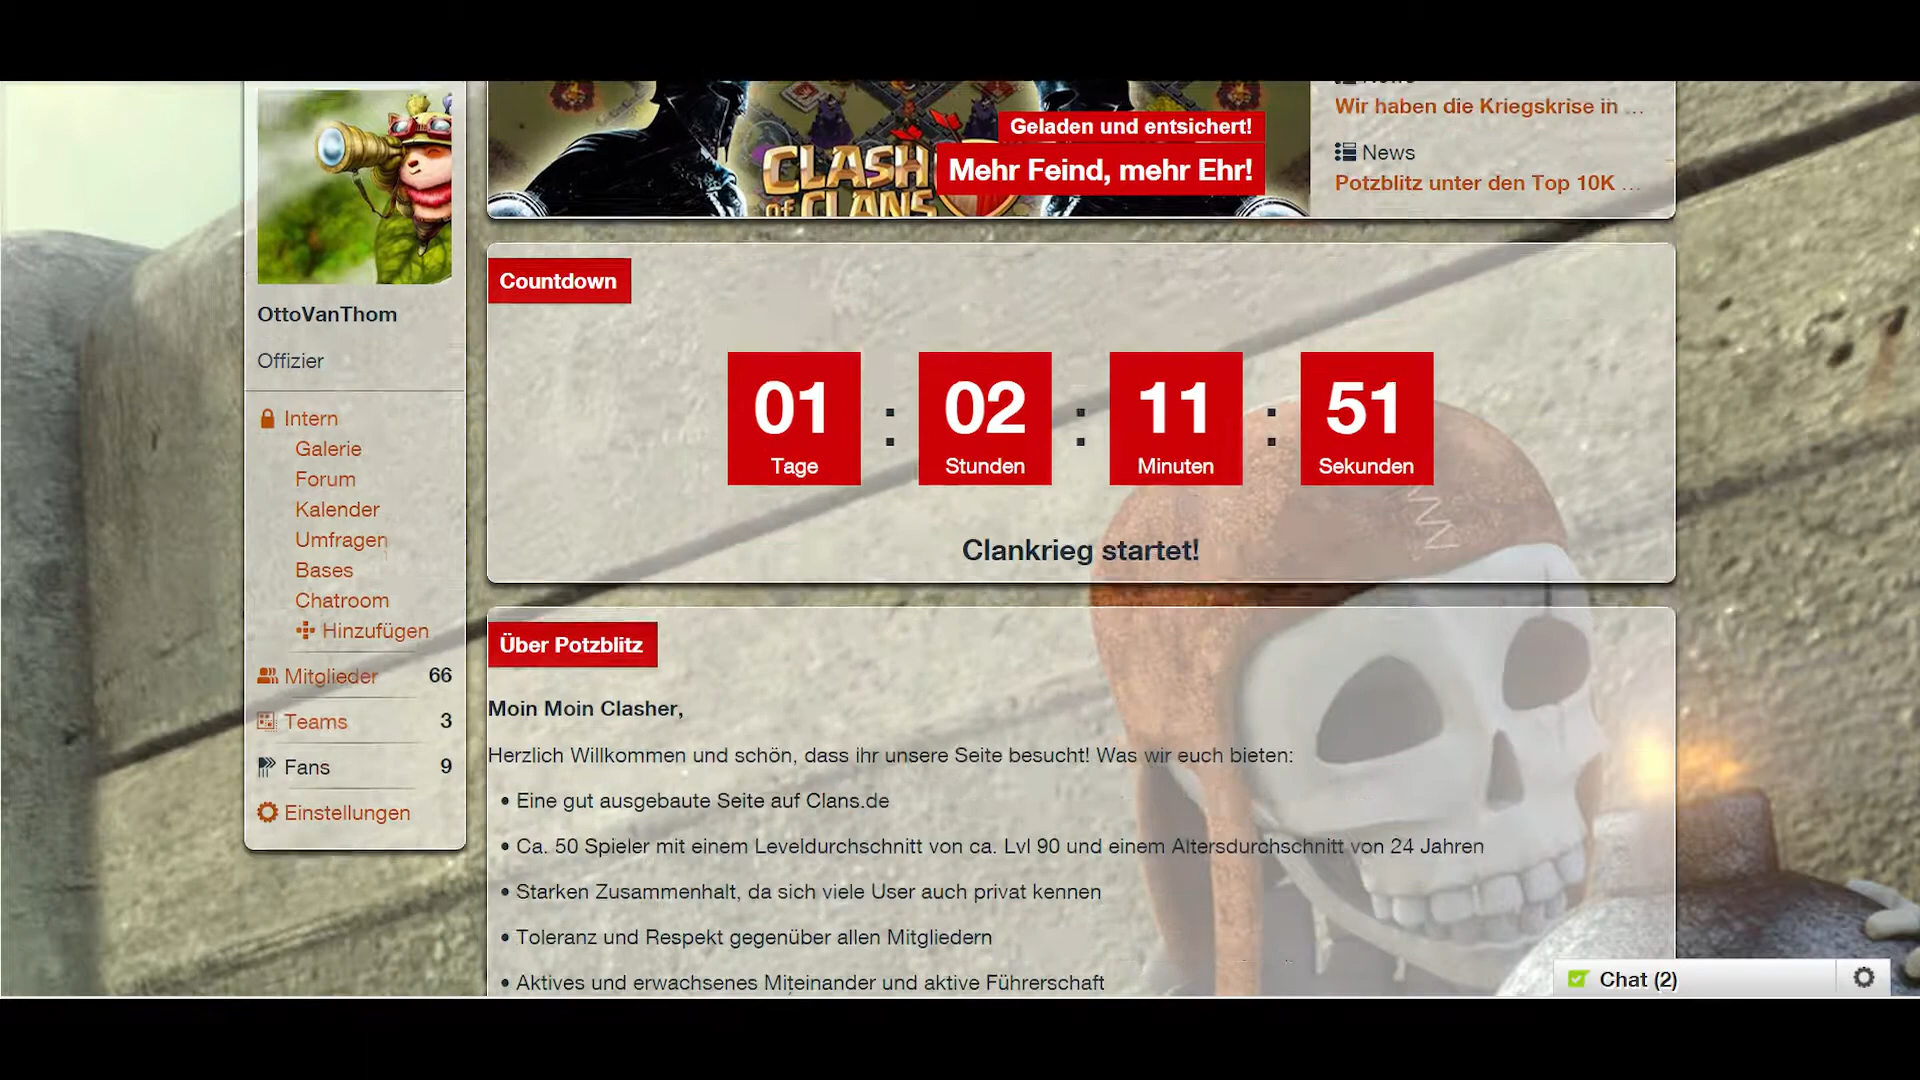 News
Wir haben die Kriegskrise in ...
News
Potzblitz unter den Top 10K ...
CLASH
OF CLANS
Geladen und entsichert!
Mehr Feind, mehr Ehr!
OttoVanThom
Offizier
Intern
Galerie
Forum
Kalender
Umfragen
Bases
Chatroom
Hinzufügen
Mitglieder 66
Teams 3
Fans 9
Einstellungen
Countdown
01 : 02 : 11 : 51
Tage Stunden Minuten Sekunden
Clankrieg startet!
Über Potzblitz
Moin Moin Clasher,
Herzlich Willkommen und schön, dass ihr unsere Seite besucht! Was wir euch bieten:
• Eine gut ausgebaute Seite auf Clans.de
• Ca. 50 Spieler mit einem Leveldurchschnitt von ca. Lvl 90 und einem Altersdurchschnitt von 24 Jahren
• Starken Zusammenhalt, da sich viele User auch privat kennen
• Toleranz und Respekt gegenüber allen Mitgliedern
• Aktives und erwachsenes Miteinander und aktive Führerschaft
Chat (2)